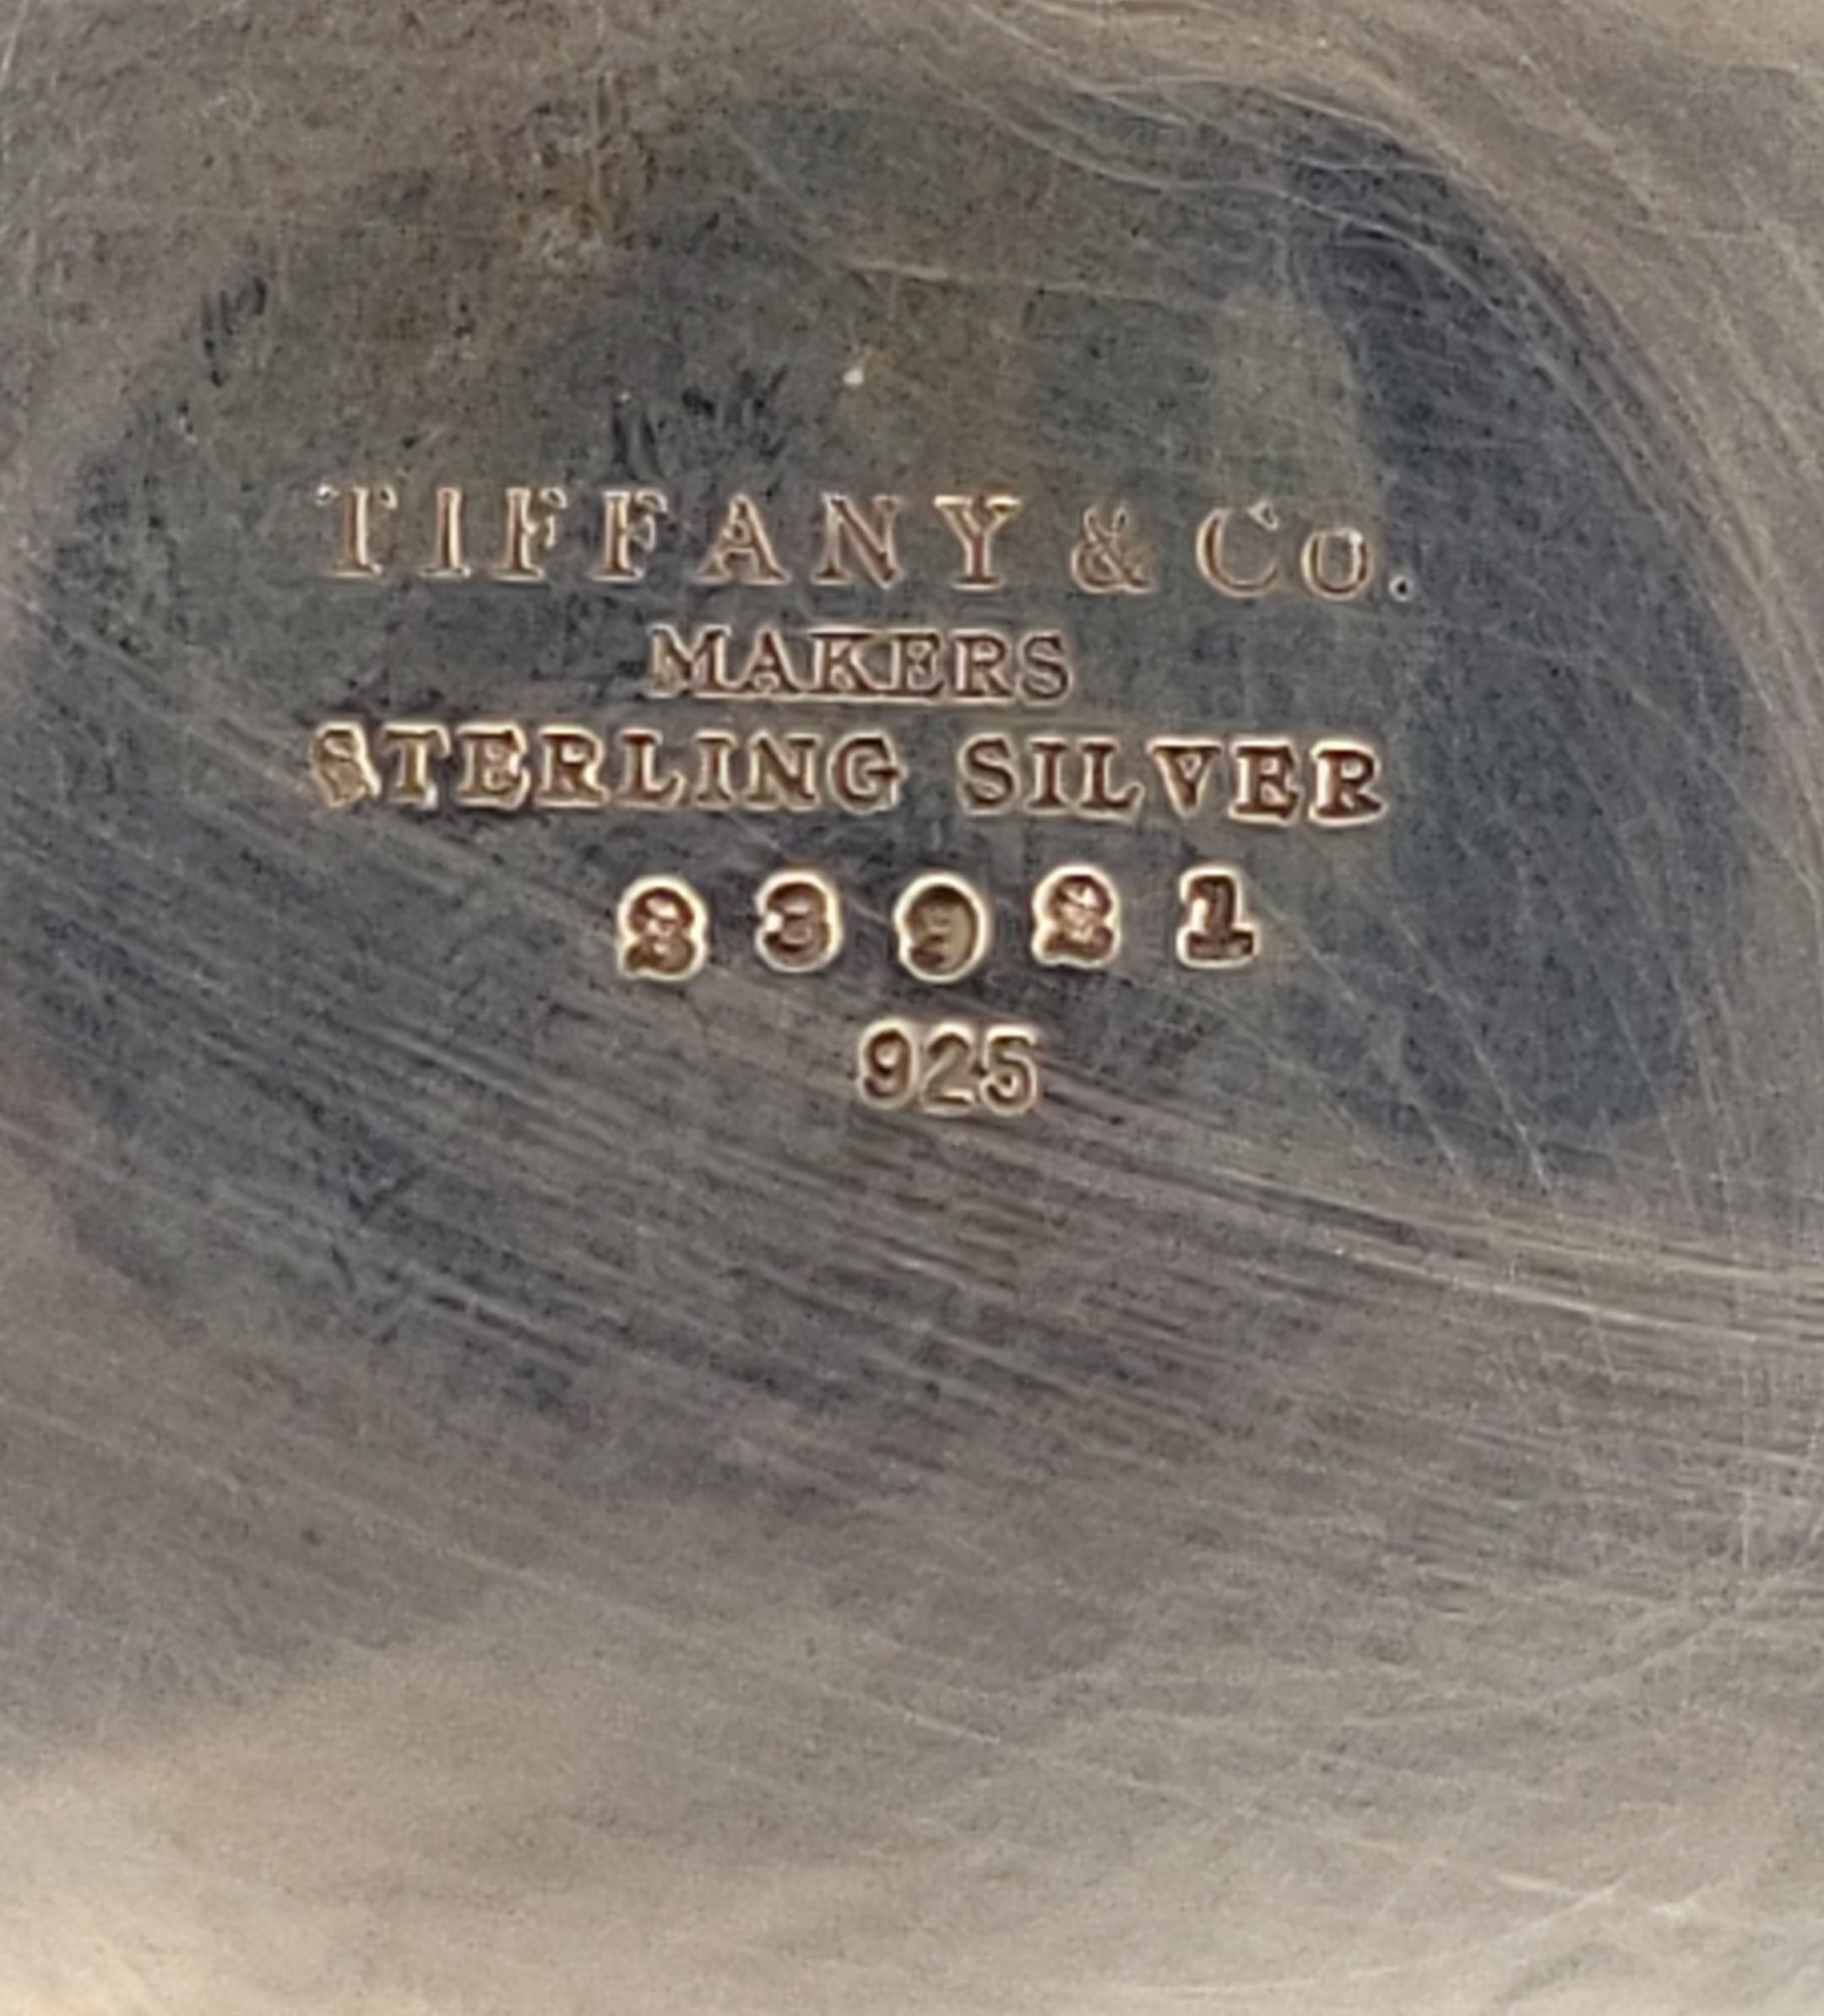 TIFFANY & Co.
MAKERS
STERLING SILVER
23921
925